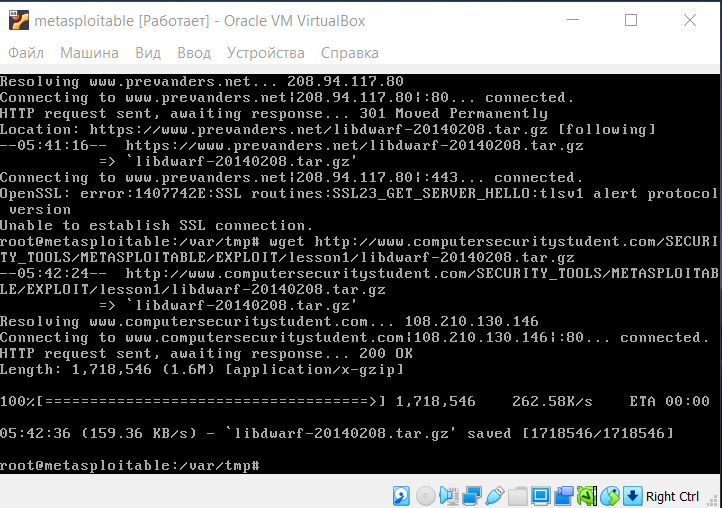 metasploitable [Работает] - Oracle VM VirtualBox
Файл Машина Вид Ввод Устройства Справка
Resolving www.prevanders.net... 208.94.117.80
Connecting to www.prevanders.net|208.94.117.80|:80... connected.
HTTP request sent, awaiting response... 301 Moved Permanently
Location: https://www.prevanders.net/libdwarf-20140208.tar.gz [following]
--05:41:16--  https://www.prevanders.net/libdwarf-20140208.tar.gz
           => `libdwarf-20140208.tar.gz'
Connecting to www.prevanders.net|208.94.117.80|:443... connected.
OpenSSL: error:1407742E:SSL routines:SSL23_GET_SERVER_HELLO:tlsv1 alert protocol
 version
Unable to establish SSL connection.
root@metasploitable:/var/tmp# wget http://www.computersecuritystudent.com/SECURI
TY_TOOLS/METASPLOITABLE/EXPLOIT/lesson1/libdwarf-20140208.tar.gz
--05:42:24--  http://www.computersecuritystudent.com/SECURITY_TOOLS/METASPLOITAB
LE/EXPLOIT/lesson1/libdwarf-20140208.tar.gz
           => `libdwarf-20140208.tar.gz'
Resolving www.computersecuritystudent.com... 108.210.130.146
Connecting to www.computersecuritystudent.com|108.210.130.146|:80... connected.
HTTP request sent, awaiting response... 200 OK
Length: 1,718,546 (1.6M) [application/x-gzip]
100%[====================================>] 1,718,546    262.58K/s    ETA 00:00
05:42:36 (159.36 KB/s) - `libdwarf-20140208.tar.gz' saved [1718546/1718546]
root@metasploitable:/var/tmp#
Right Ctrl